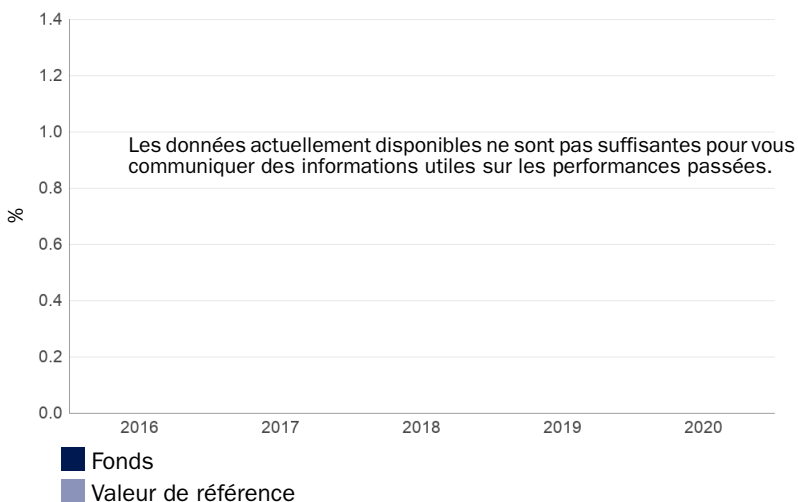 1.4
1.2
1.0
Les données actuellement disponibles ne sont pas suffisantes pour vous
communiquer des informations utiles sur les performances passées.
0.8
%
0.6
0.4
0.2
0.0
2016 2017 2018 2019 2020
Fonds
Valeur de référence